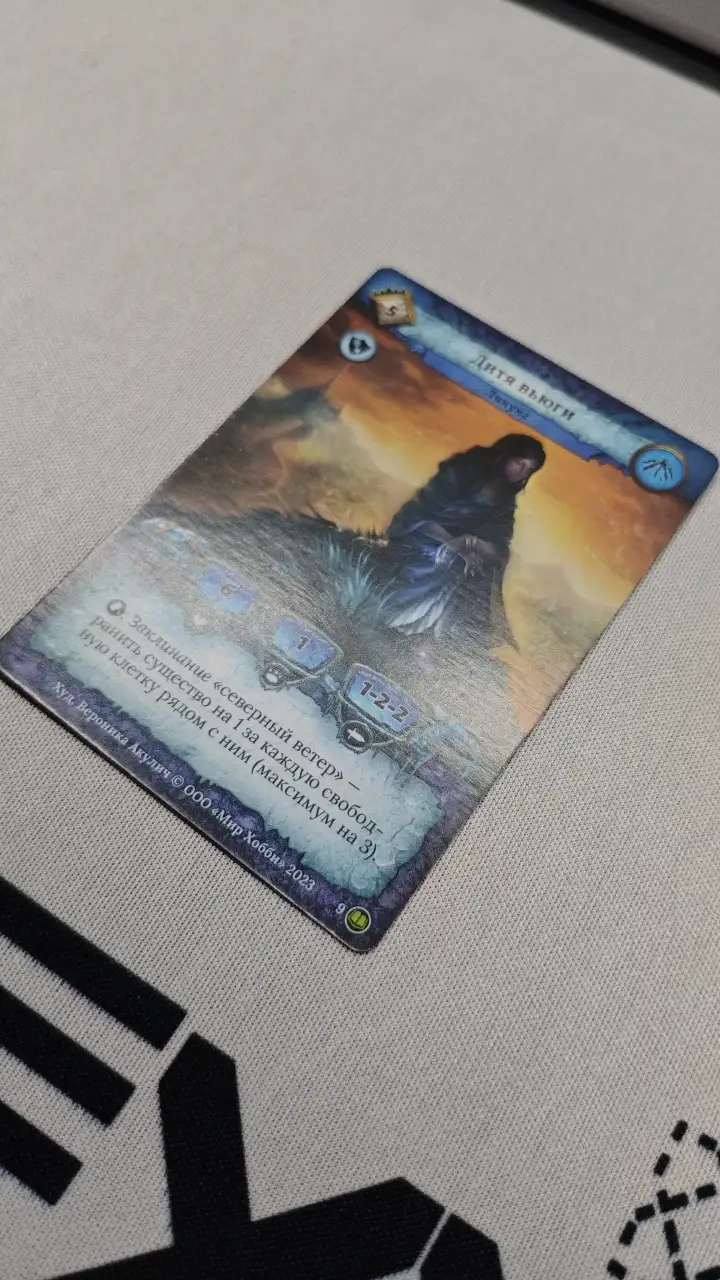 5
Дитя вьюги
Тохунг
6
1
1-2-2
. Заклинание «северный ветер» –
ранить существо на 1 за каждую свобод-
ную клетку рядом с ним (максимум на 3).
Худ. Вероника Акулич © ООО «Мир Хобби» 2023
9